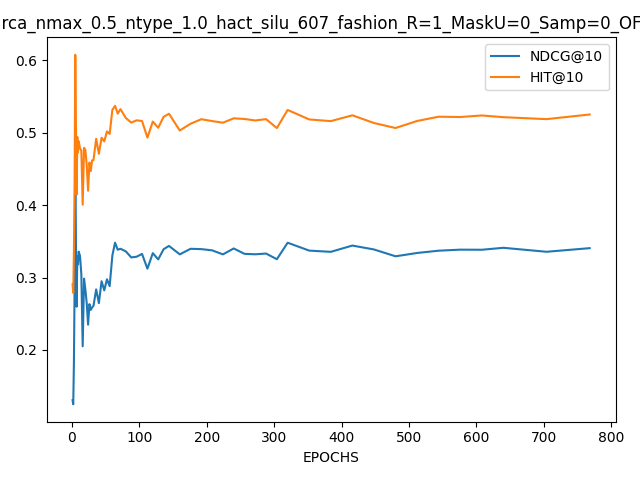 rca_nmax_0.5_ntype_1.0_hact_silu_607_fashion_R=1_MaskU=0_Samp=0_OF
NDCG@10
HIT@10
0.6
0.5
0.4
0.3
0.2
0 100 200 300 400 500 600 700 800
EPOCHS